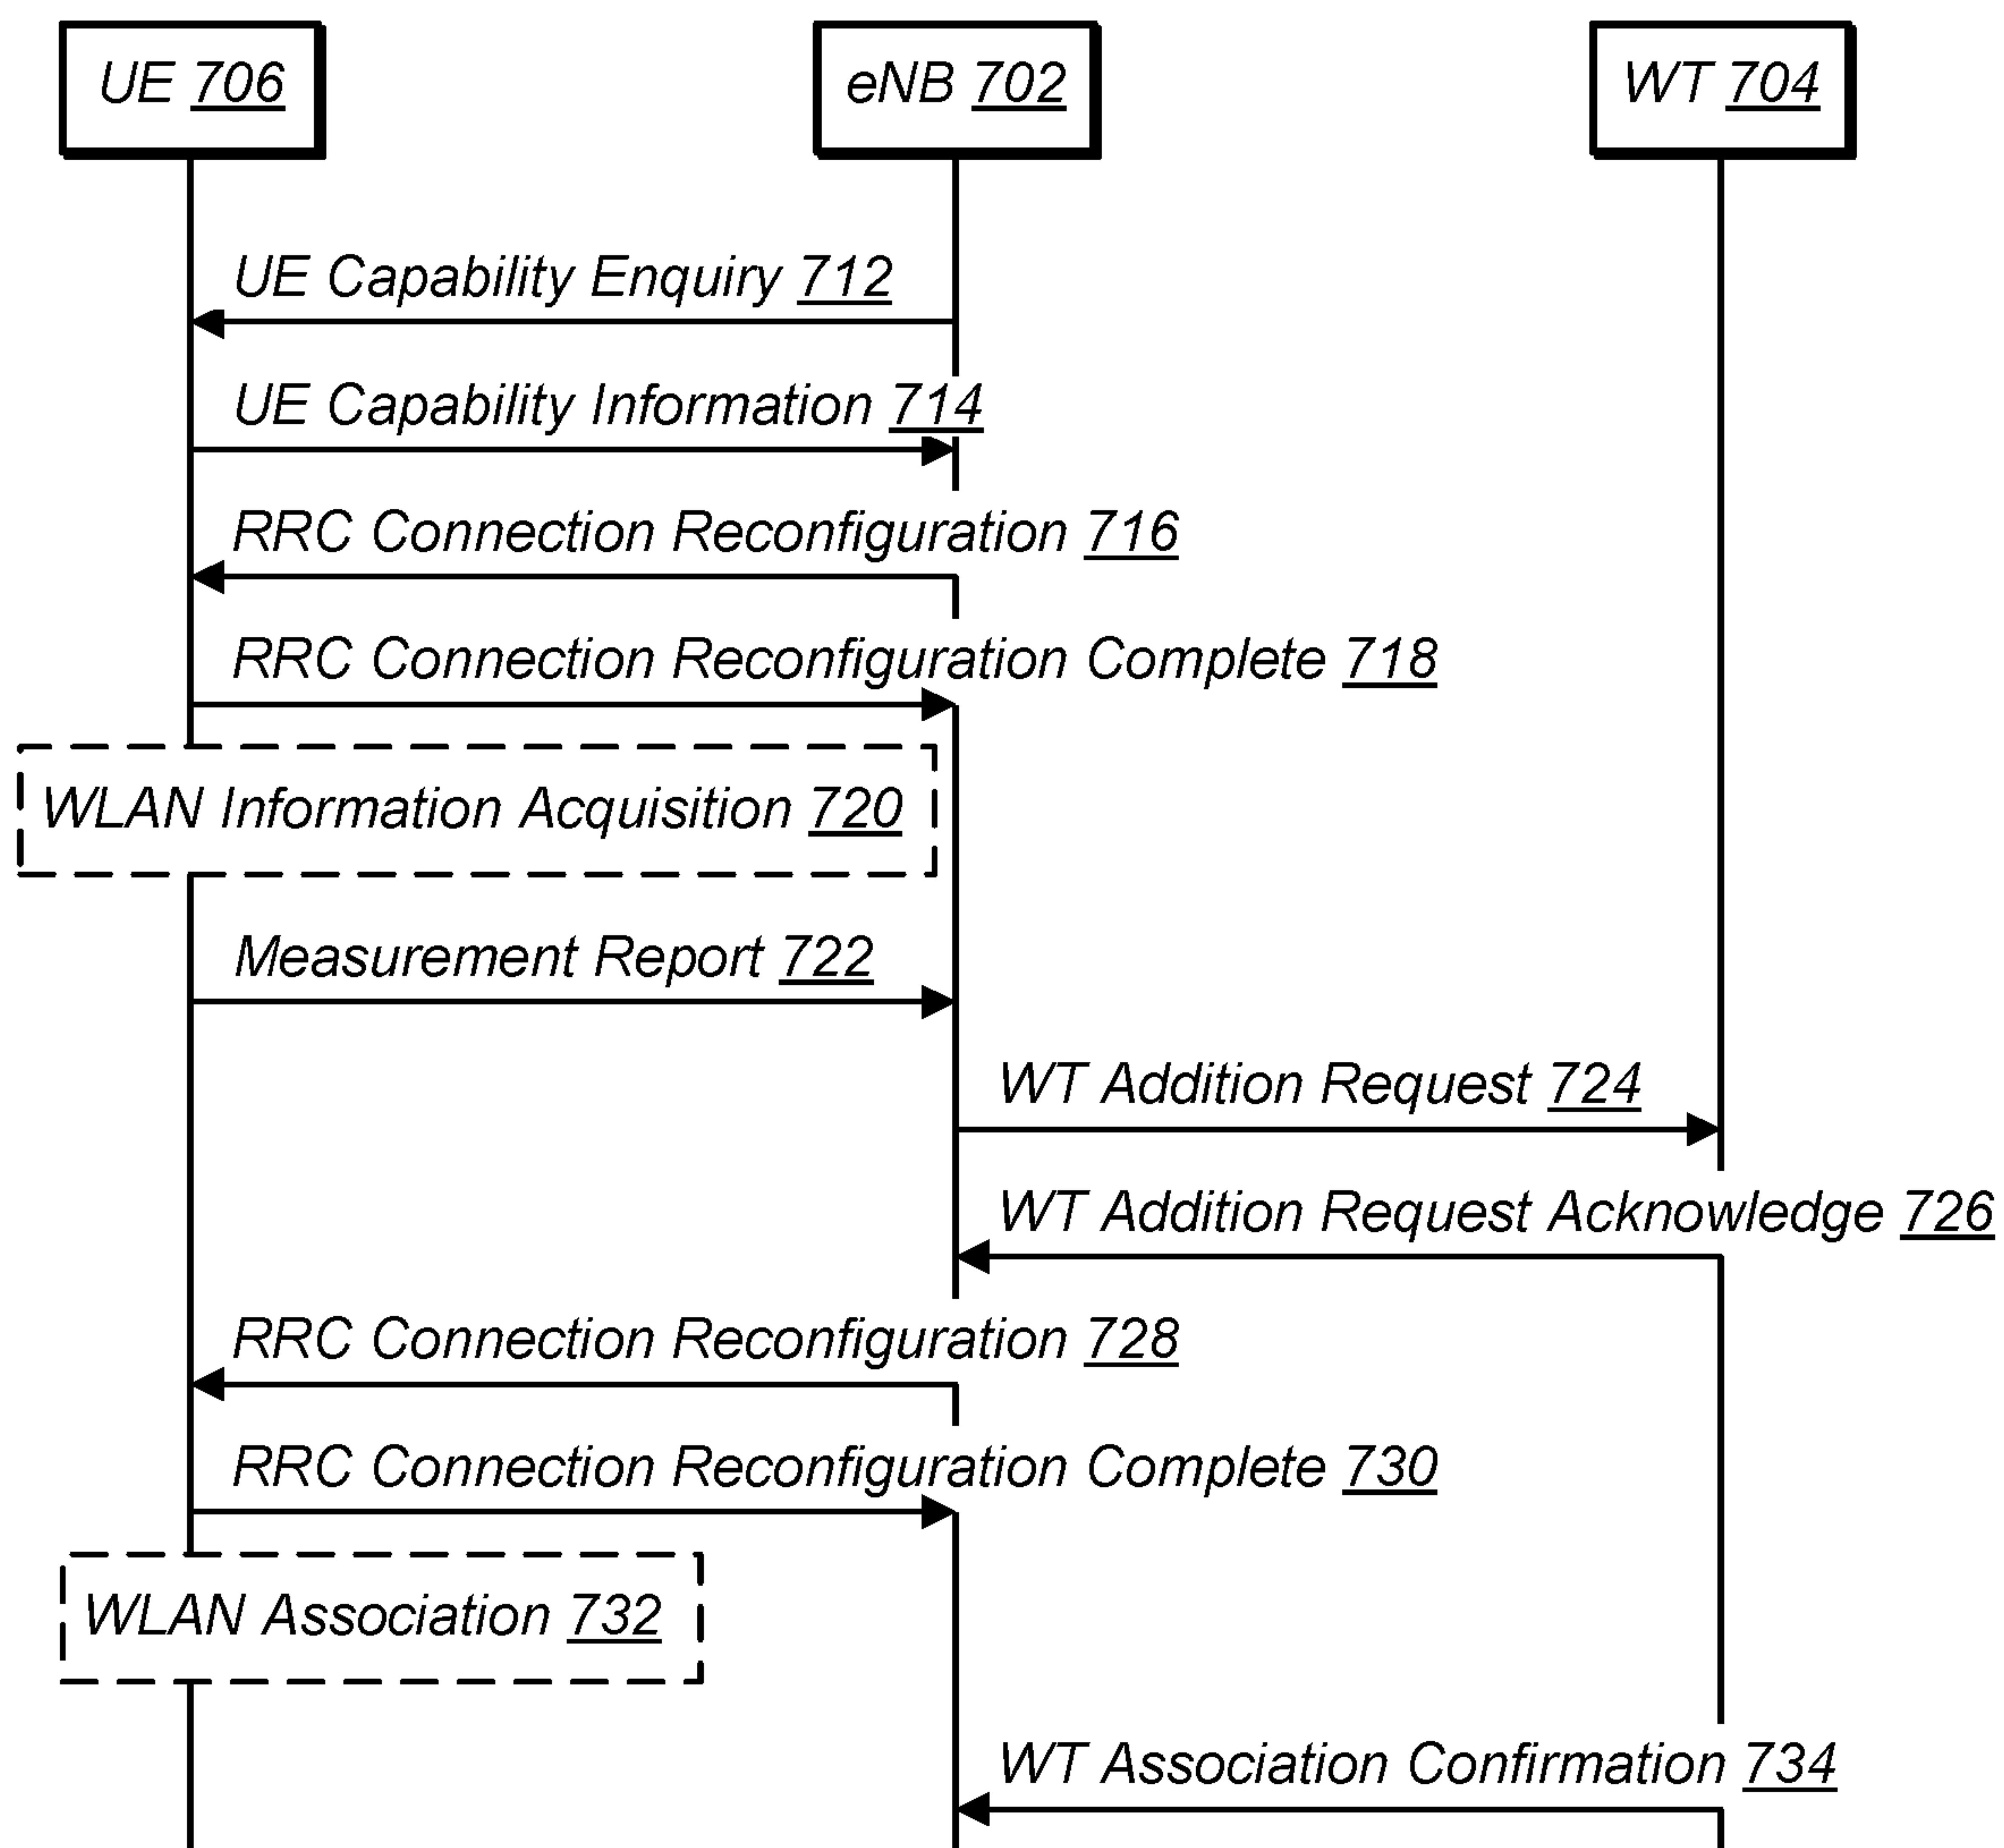 UE 706
eNB 702
WT 704
UE Capability Enquiry 712
UE Capability Information 714
RRC Connection Reconfiguration 716
RRC Connection Reconfiguration Complete 718
WLAN Information Acquisition 720
Measurement Report 722
WT Addition Request 724
WT Addition Request Acknowledge 726
RRC Connection Reconfiguration 728
RRC Connection Reconfiguration Complete 730
WLAN Association 732
WT Association Confirmation 734